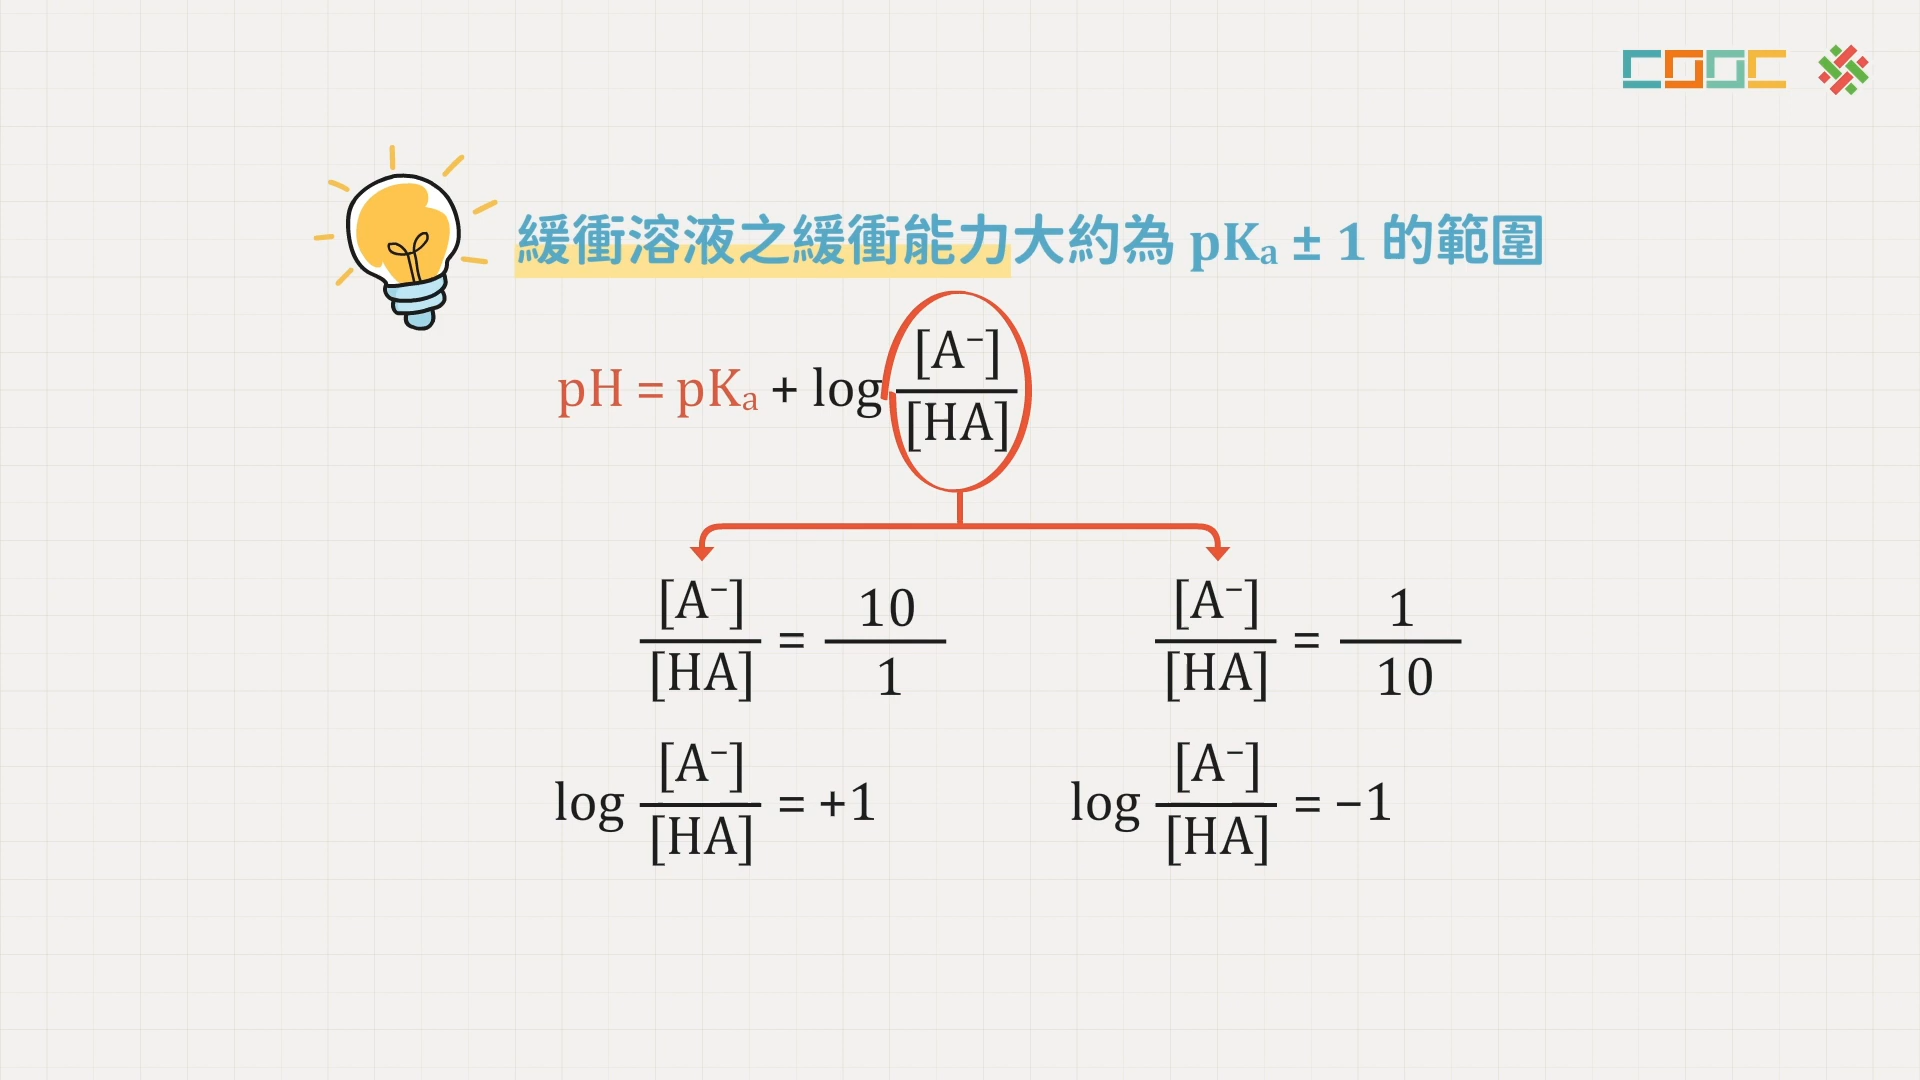 COOC
緩衝溶液之緩衝能力大約為 pKₐ ± 1 的範圍
pH = pKₐ + log [A⁻] / [HA]
[A⁻] / [HA] = 10 / 1
[A⁻] / [HA] = 1 / 10
log [A⁻] / [HA] = +1
log [A⁻] / [HA] = −1